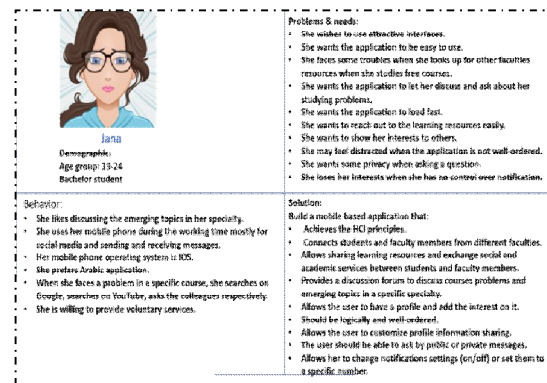 Jana
Demographic:
Age group: 19-24
Bachelor student
Problems & needs:
• She wishes to use attractive interfaces.
• She wants the application to be easy to use.
• She faces some troubles when she looks up for other faculties
resources when she studies free courses.
• She wants the application to let her discuss and ask about her
studying problems.
• She wants the application to load fast.
• She wants to reach out to the learning resources easily.
• She wants to show her interests to others.
• She may feel distracted when the application is not well-ordered.
• She wants some privacy when asking a question.
• She loses her interests when she has no control over notification.
Behavior:
• She likes discussing the emerging topics in her specialty.
• She uses her mobile phone during the working time mostly for
social media and sending and receiving messages.
• Her mobile phone operating system is IOS.
• She prefers Arabic application.
• When she faces a problem in a specific course, she searches on
Google, searches on YouTube, asks the colleagues respectively.
• She is willing to provide voluntary services.
Solution:
Build a mobile based application that:
• Achieves the HCI principles.
• Connects students and faculty members from different faculties.
• Allows sharing learning resources and exchange social and
academic services between students and faculty members.
• Provides a discussion forum to discuss courses problems and
emerging topics in a specific specialty.
• Allows the user to have a profile and add the interest on it.
• Should be logically and well-ordered.
• Allows the user to customize profile information sharing.
• The user should be able to ask by public or private messages.
• Allows her to change notifications settings (on/off) or set them to
a specific number.